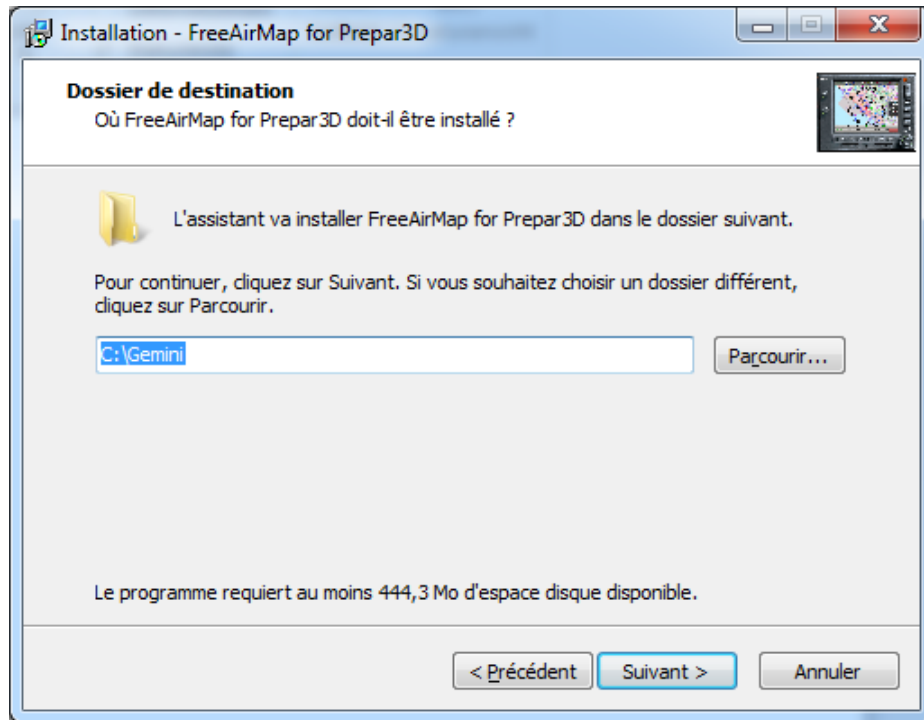 Installation - FreeAirMap for Prepar3D
Dossier de destination
Où FreeAirMap for Prepar3D doit-il être installé ?
L'assistant va installer FreeAirMap for Prepar3D dans le dossier suivant.
Pour continuer, cliquez sur Suivant. Si vous souhaitez choisir un dossier différent,
cliquez sur Parcourir.
C:\Gemini
Parcourir...
Le programme requiert au moins 444,3 Mo d'espace disque disponible.
< Précédent
Suivant >
Annuler